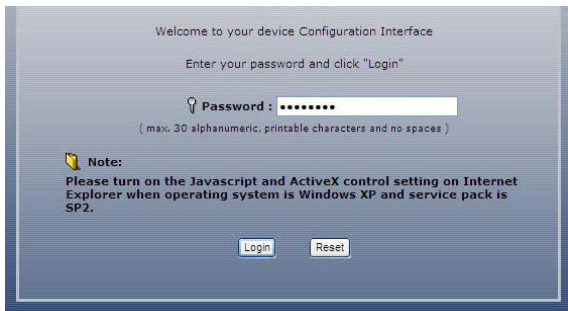 Welcome to your device Configuration Interface
Enter your password and click "Login"
Password : ••••••••
( max. 30 alphanumeric, printable characters and no spaces )
Note:
Please turn on the Javascript and ActiveX control setting on Internet
Explorer when operating system is Windows XP and service pack is
SP2.
Login Reset